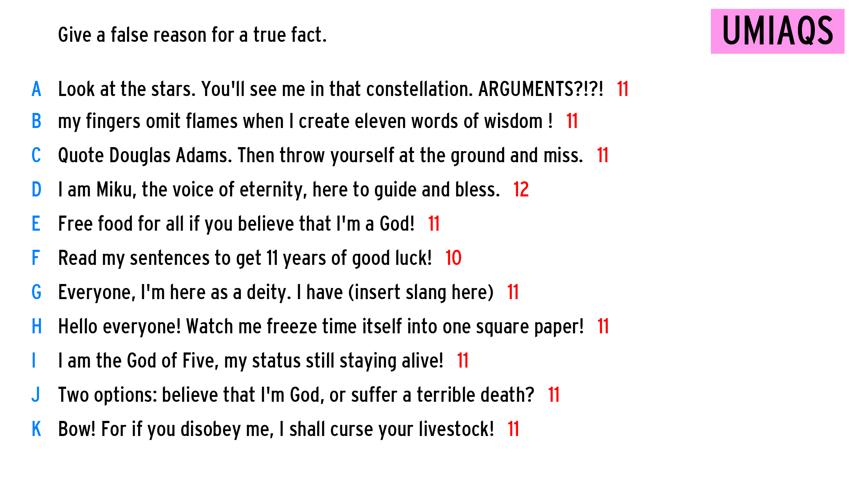 Give a false reason for a true fact.
UMIAQS
A Look at the stars. You'll see me in that constellation. ARGUMENTS?!?! 11
B my fingers omit flames when I create eleven words of wisdom ! 11
C Quote Douglas Adams. Then throw yourself at the ground and miss. 11
D I am Miku, the voice of eternity, here to guide and bless. 12
E Free food for all if you believe that I'm a God! 11
F Read my sentences to get 11 years of good luck! 10
G Everyone, I'm here as a deity. I have (insert slang here) 11
H Hello everyone! Watch me freeze time itself into one square paper! 11
I I am the God of Five, my status still staying alive! 11
J Two options: believe that I'm God, or suffer a terrible death? 11
K Bow! For if you disobey me, I shall curse your livestock! 11